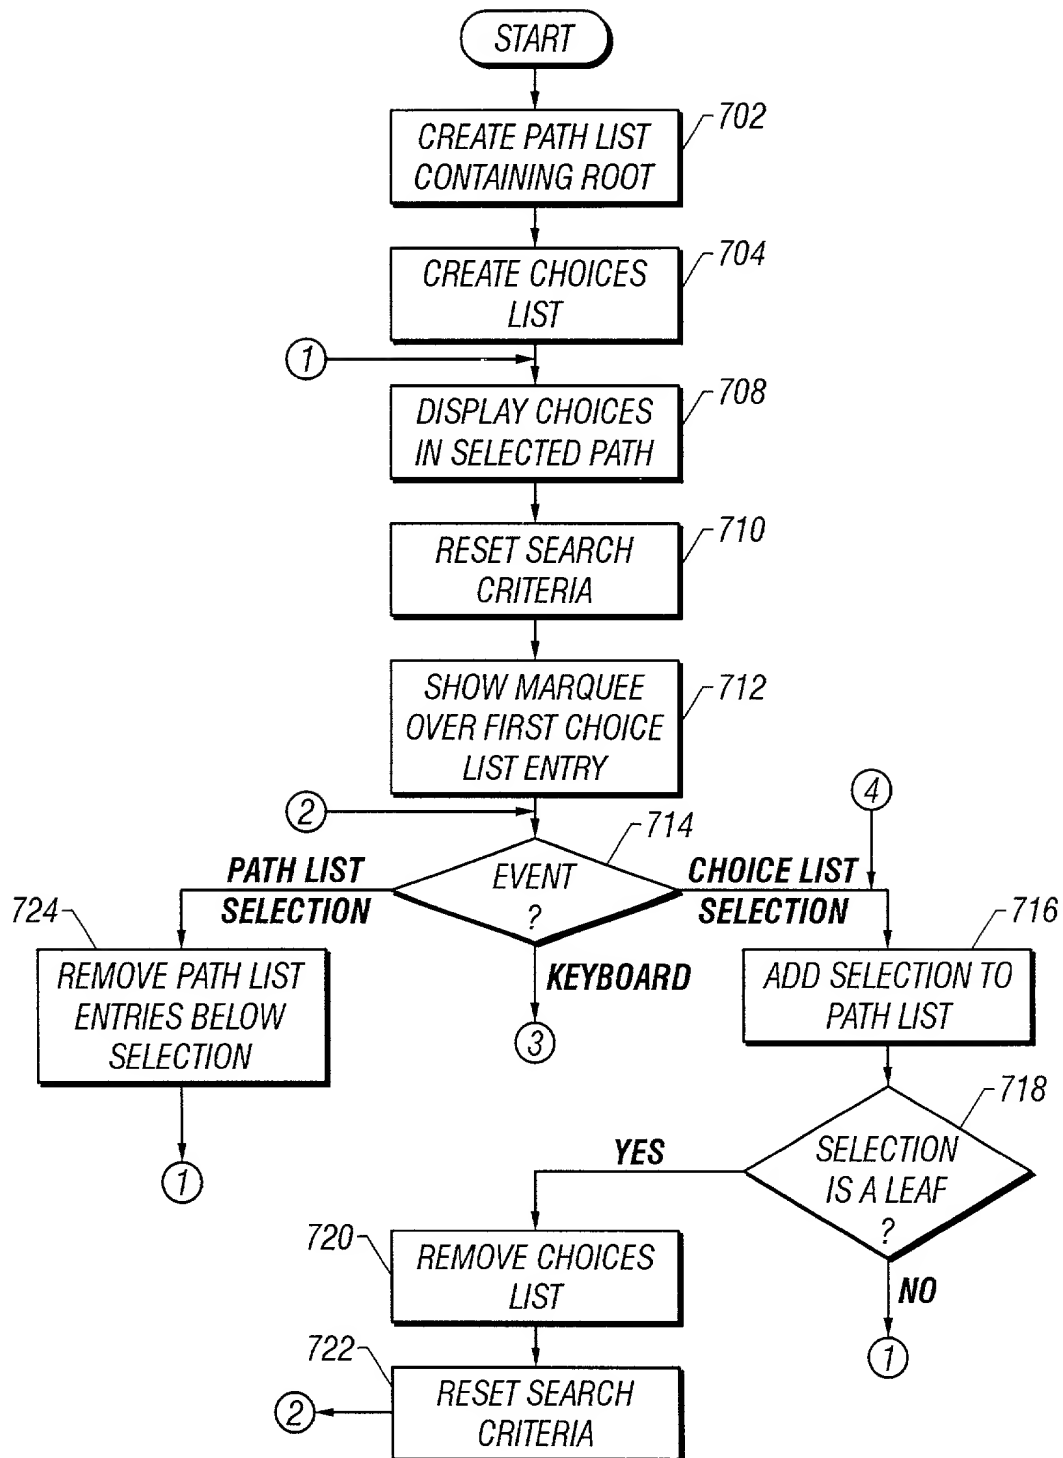 START
CREATE PATH LIST
CONTAINING ROOT
702
CREATE CHOICES
LIST
704
1
DISPLAY CHOICES
IN SELECTED PATH
708
RESET SEARCH
CRITERIA
710
SHOW MARQUEE
OVER FIRST CHOICE
LIST ENTRY
712
2
4
EVENT
?
714
PATH LIST
SELECTION
CHOICE LIST
SELECTION
KEYBOARD
3
724
REMOVE PATH LIST
ENTRIES BELOW
SELECTION
1
716
ADD SELECTION TO
PATH LIST
718
SELECTION
IS A LEAF
?
YES
NO
1
720
REMOVE CHOICES
LIST
722
RESET SEARCH
CRITERIA
2